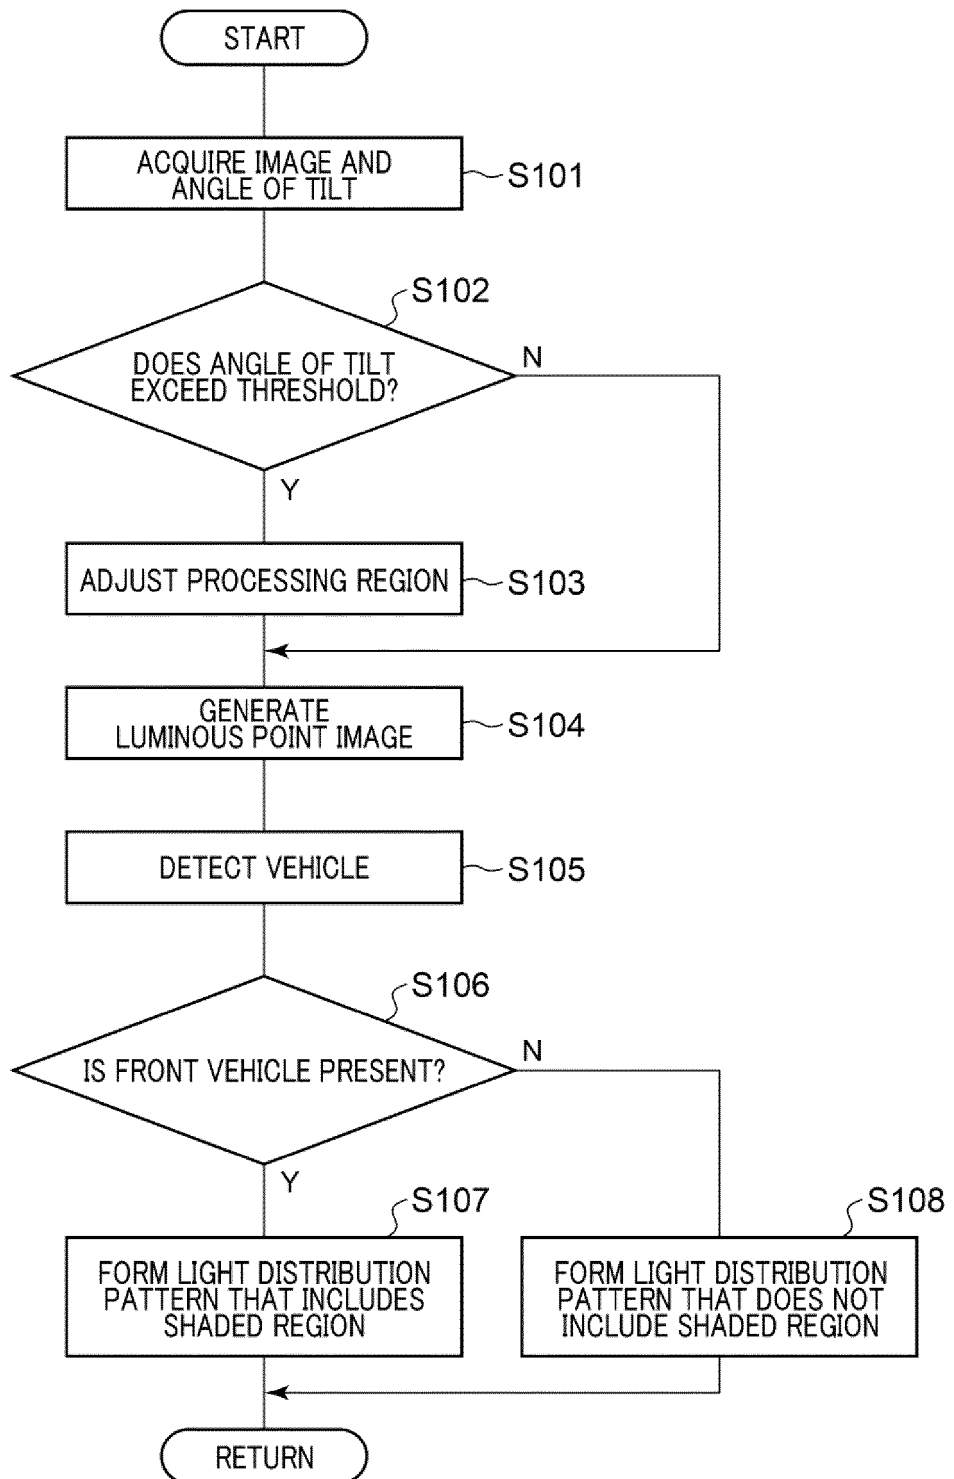 START
ACQUIRE IMAGE AND
ANGLE OF TILT
S101
S102
DOES ANGLE OF TILT
EXCEED THRESHOLD?
N
Y
ADJUST PROCESSING REGION
S103
GENERATE
LUMINOUS POINT IMAGE
S104
DETECT VEHICLE
S105
S106
IS FRONT VEHICLE PRESENT?
N
Y
S107
FORM LIGHT DISTRIBUTION
PATTERN THAT INCLUDES
SHADED REGION
S108
FORM LIGHT DISTRIBUTION
PATTERN THAT DOES NOT
INCLUDE SHADED REGION
RETURN